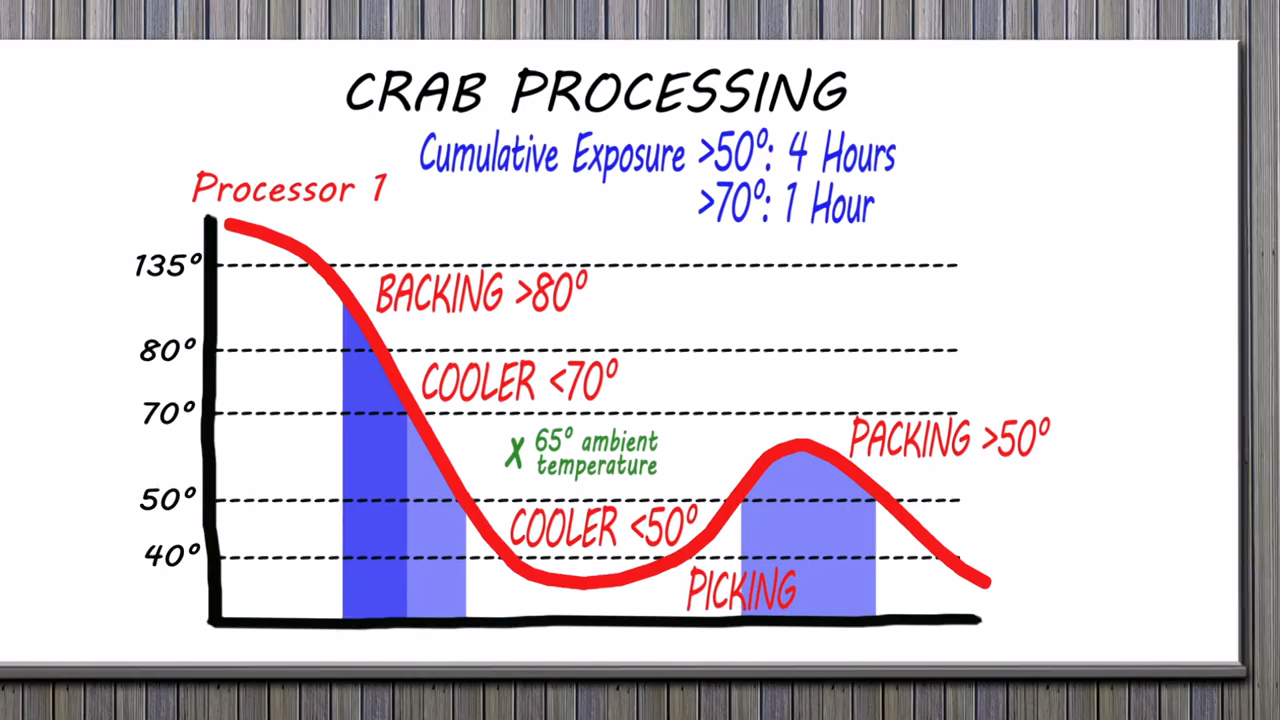 CRAB PROCESSING
Cumulative Exposure >50°: 4 Hours
>70°: 1 Hour
Processor 1
135°
BACKING >80°
80°
COOLER <70°
70°
PACKING >50°
X 65° ambient
temperature
50°
COOLER <50°
40°
PICKING